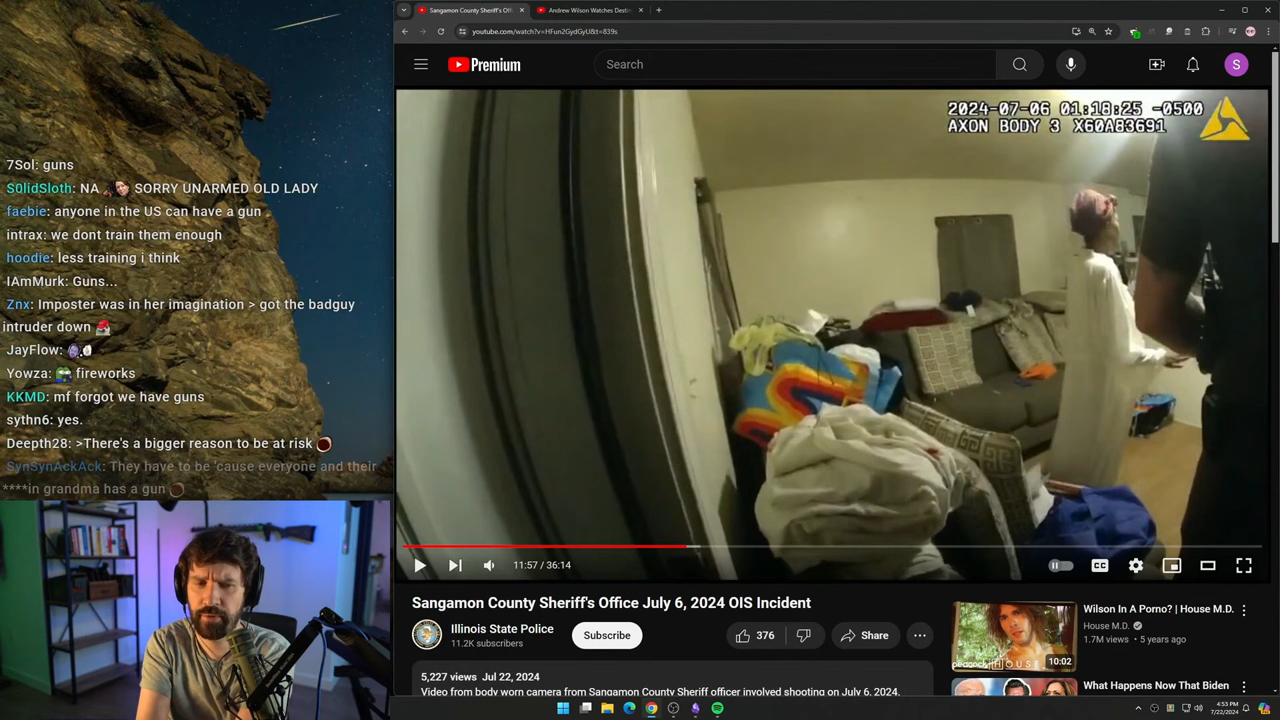 Sangamon County Sheriff's Offi
Andrew Wilson Watches Desti
youtube.com/watch?v=HFun2GydGyU&t=839s
Premium
Search
S
2024-07-06 01:18:25 -0500
AXON BODY 3 X60A83691
7Sol: guns
S0lidSloth: NA SORRY UNARMED OLD LADY
faebie: anyone in the US can have a gun
intrax: we dont train them enough
hoodie: less training i think
IAmMurk: Guns...
Znx: Imposter was in her imagination > got the badguy
intruder down
JayFlow:
Yowza: fireworks
KKMD: mf forgot we have guns
sythn6: yes.
Deepth28: >There's a bigger reason to be at risk
SynSynAckAck: They have to be 'cause everyone and their
****in grandma has a gun
11:57 / 36:14
CC
Sangamon County Sheriff's Office July 6, 2024 OIS Incident
Illinois State Police
11.2K subscribers
Subscribe
376
Share
5,227 views Jul 22, 2024
Video from body worn camera from Sangamon County Sheriff officer involved shooting on July 6, 2024.
Wilson In A Porno? | House M.D.
House M.D.
1.7M views • 5 years ago
peacock HOUSE
10:02
What Happens Now That Biden
4:53 PM
7/22/2024